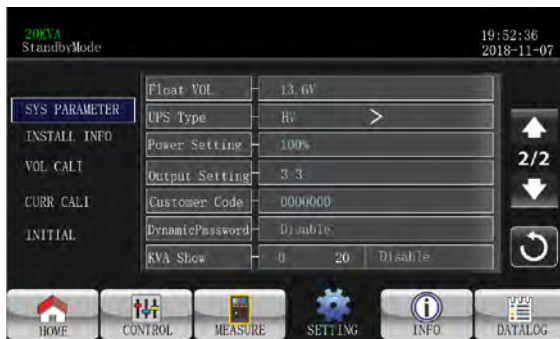 20KVA
StandbyMode
19:52:36
2018-11-07
SYS PARAMETER
INSTALL INFO
VOL CALI
CURR CALI
INITIAL
Float VOL 13.6V
UPS Type HV >
Power Setting 100%
Output Setting 3-3
Customer Code 0000000
DynamicPassword Disable
KVA Show 0 20 Disable
2/2
HOME CONTROL MEASURE SETTING INFO DATALOG